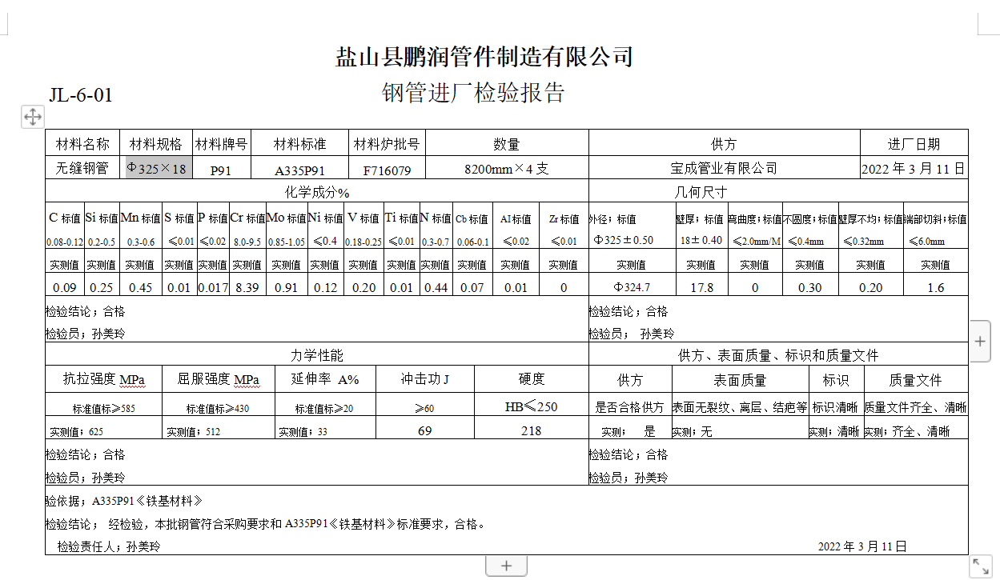 盐山县鹏润管件制造有限公司
JL-6-01 钢管进厂检验报告
材料名称 材料规格 材料牌号 材料标准 材料炉批号 数量 供方 进厂日期
无缝钢管 Φ325×18 P91 A335P91 F716079 8200mm×4 支 宝成管业有限公司 2022 年 3 月 11 日
化学成分% 几何尺寸
C 标值 Si 标值 Mn 标值 S 标值 P 标值 Cr 标值 Mo 标值 Ni 标值 V 标值 Ti 标值 N 标值 Cb 标值 AI 标值 Zr 标值 外径；标值 壁厚；标值 弯曲度；标值 不圆度；标值 壁厚不均；标值 端部切斜；标值
0.08-0.12 0.2-0.5 0.3-0.6 ≤0.01 ≤0.02 8.0-9.5 0.85-1.05 ≤0.4 0.18-0.25 ≤0.01 0.3-0.7 0.06-0.1 ≤0.02 ≤0.01 Φ325±0.50 18±0.40 ≤2.0mm/M ≤0.4mm ≤0.32mm ≤6.0mm
实测值 实测值 实测值 实测值 实测值 实测值 实测值 实测值 实测值 实测值 实测值 实测值 实测值 实测值 实测值 实测值 实测值 实测值 实测值 实测值
0.09 0.25 0.45 0.01 0.017 8.39 0.91 0.12 0.20 0.01 0.44 0.07 0.01 0 Φ324.7 17.8 0 0.30 0.20 1.6
检验结论；合格 检验结论；合格
检验员；孙美玲 检验员； 孙美玲
力学性能 供方、表面质量、标识和质量文件
抗拉强度 MPa 屈服强度 MPa 延伸率 A% 冲击功 J 硬度 供方 表面质量 标识 质量文件
标准值标≥585 标准值标≥430 标准值标≥20 ≥60 HB≤250 是否合格供方 表面无裂纹、离层、结疤等 标识清晰 质量文件齐全、清晰
实测值；625 实测值；512 实测值；33 69 218 实测； 是 实测；无 实测；清晰 实测；齐全、清晰
检验结论；合格 检验结论；合格
检验员；孙美玲 检验员；孙美玲
验依据；A335P91《铁基材料》
检验结论； 经检验，本批钢管符合采购要求和 A335P91《铁基材料》标准要求，合格。
检验责任人；孙美玲 2022 年 3 月 11 日